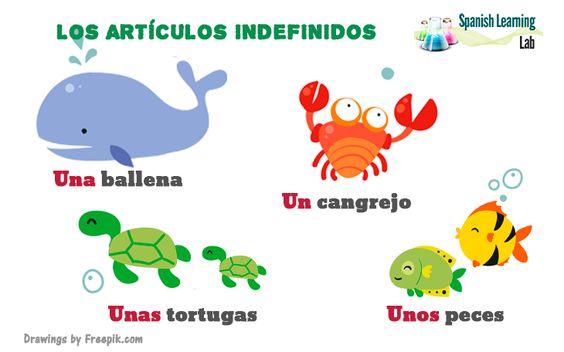 LOS ARTÍCULOS INDEFINIDOS
Spanish Learning
Lab
Una ballena
Un cangrejo
Unas tortugas
Unos peces
Drawings by Freepik.com